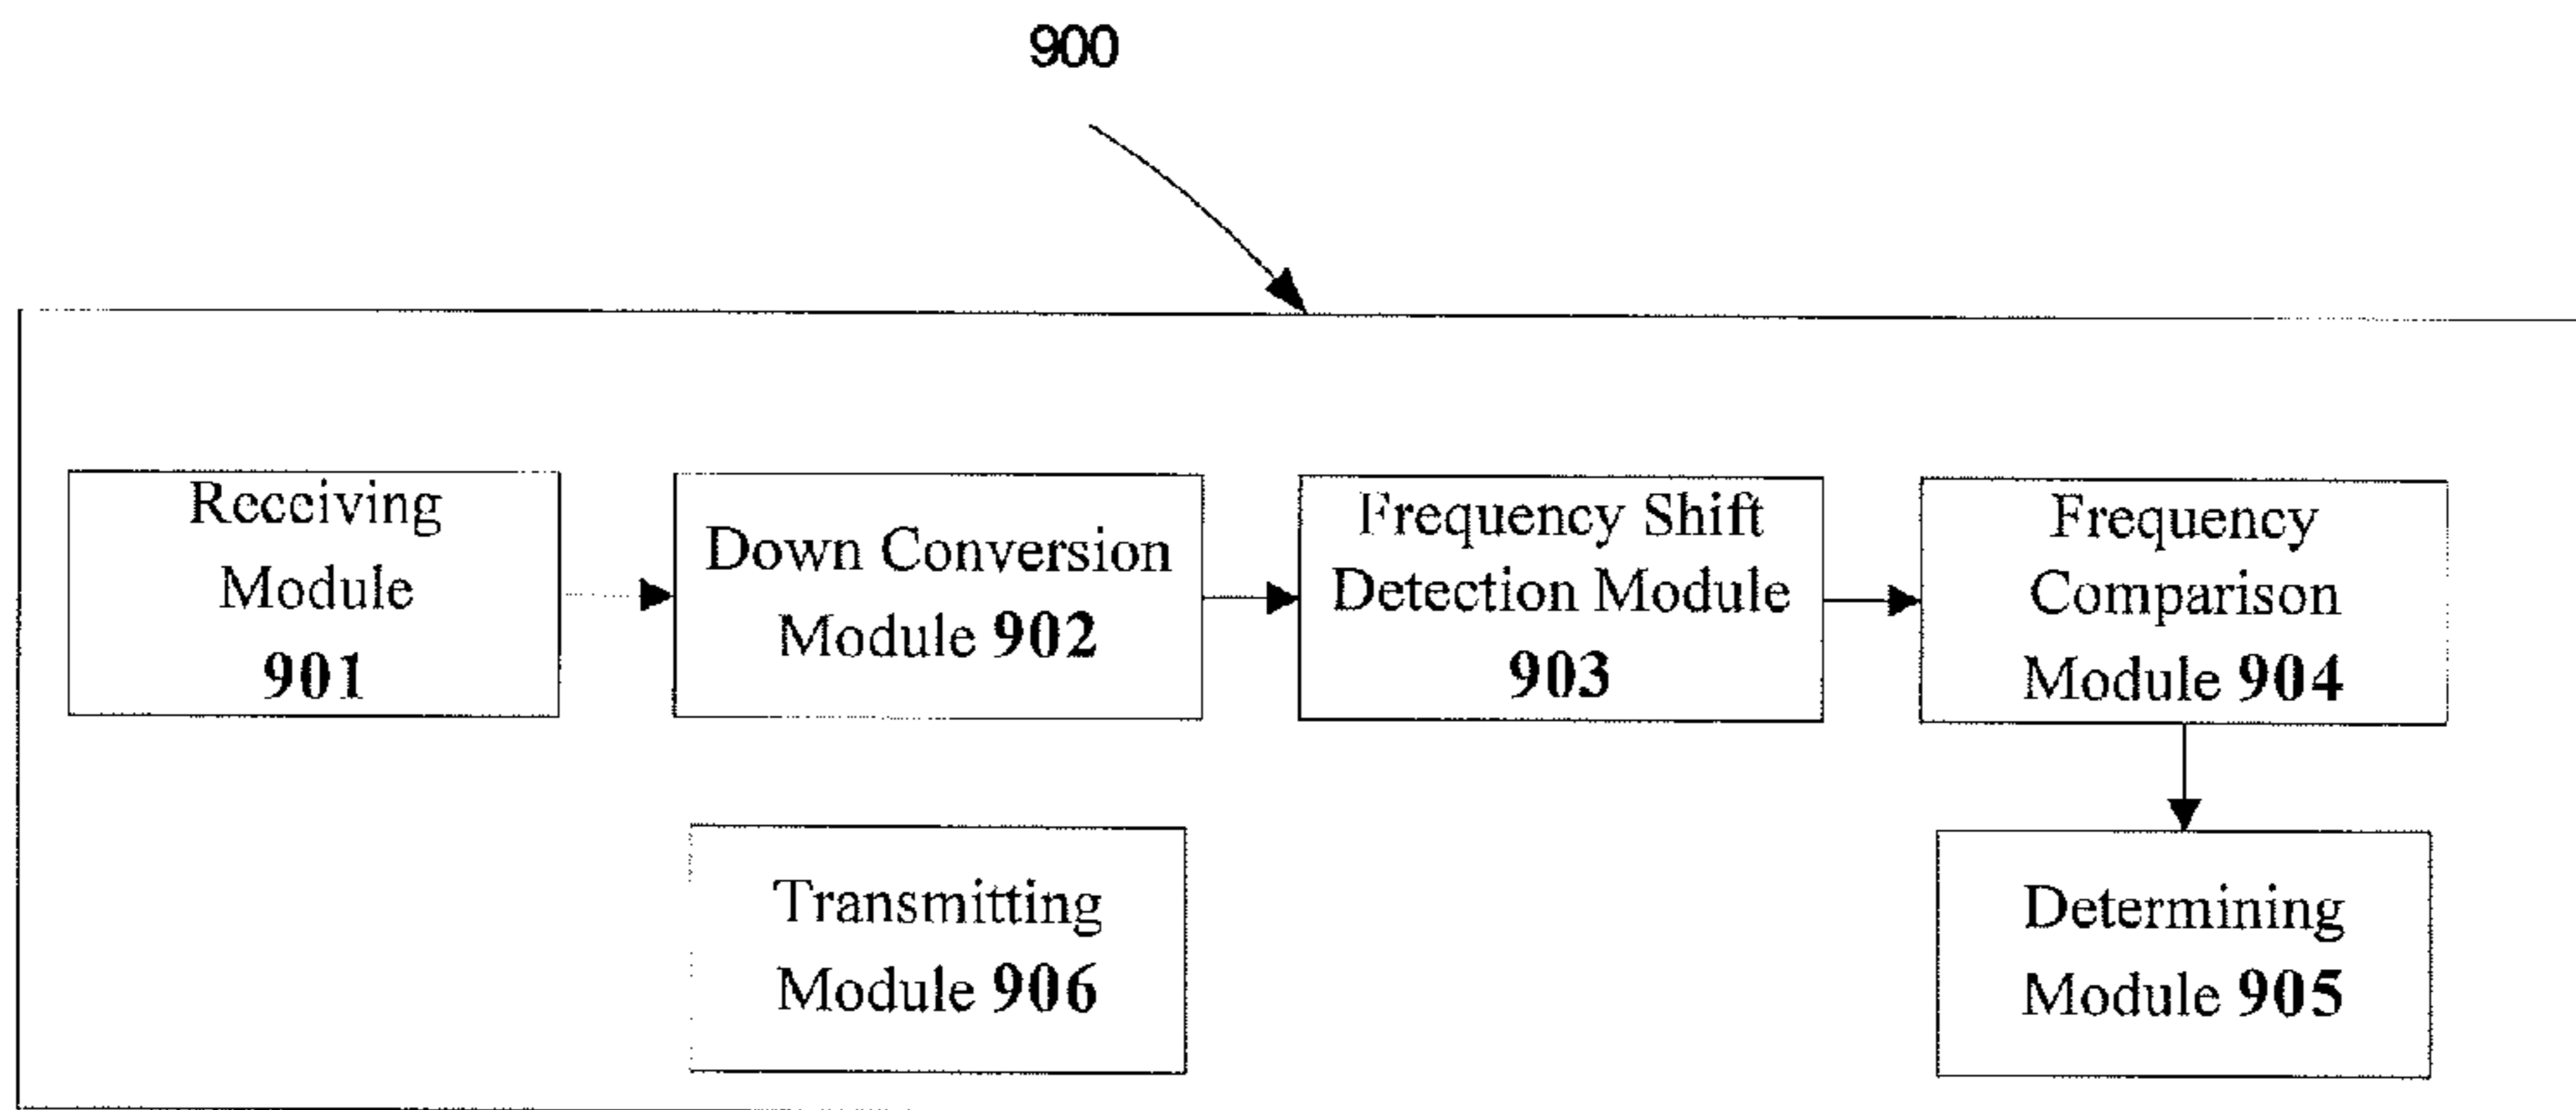 900
Receiving
Module
901
Down Conversion
Module 902
Frequency Shift
Detection Module
903
Frequency
Comparison
Module 904
Transmitting
Module 906
Determining
Module 905